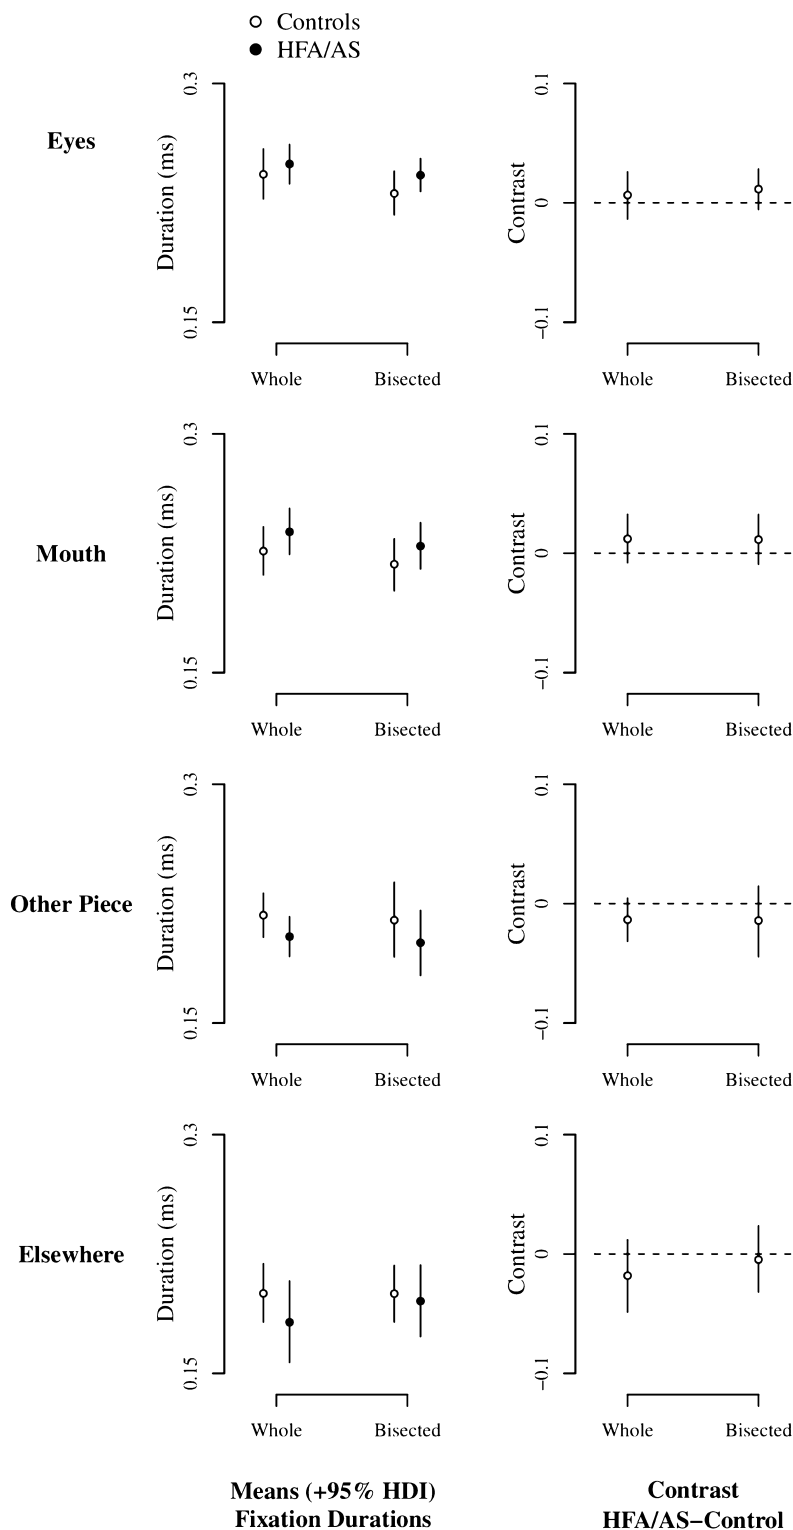 Controls
HFA/AS
Eyes
Duration (ms)
0.3
0.15
Whole
Bisected
Contrast
0.1
0
−0.1
Whole
Bisected
Mouth
Duration (ms)
0.3
0.15
Whole
Bisected
Contrast
0.1
0
−0.1
Whole
Bisected
Other Piece
Duration (ms)
0.3
0.15
Whole
Bisected
Contrast
0.1
0
−0.1
Whole
Bisected
Elsewhere
Duration (ms)
0.3
0.15
Whole
Bisected
Contrast
0.1
0
−0.1
Whole
Bisected
Means (+95% HDI)
Fixation Durations
Contrast
HFA/AS−Control